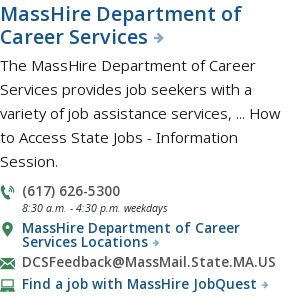 MassHire Department of
Career Services
The MassHire Department of Career
Services provides job seekers with a
variety of job assistance services, ... How
to Access State Jobs - Information
Session.
(617) 626-5300
8:30 a.m. - 4:30 p.m. weekdays
MassHire Department of Career
Services Locations
DCSFeedback@MassMail.State.MA.US
Find a job with MassHire JobQuest